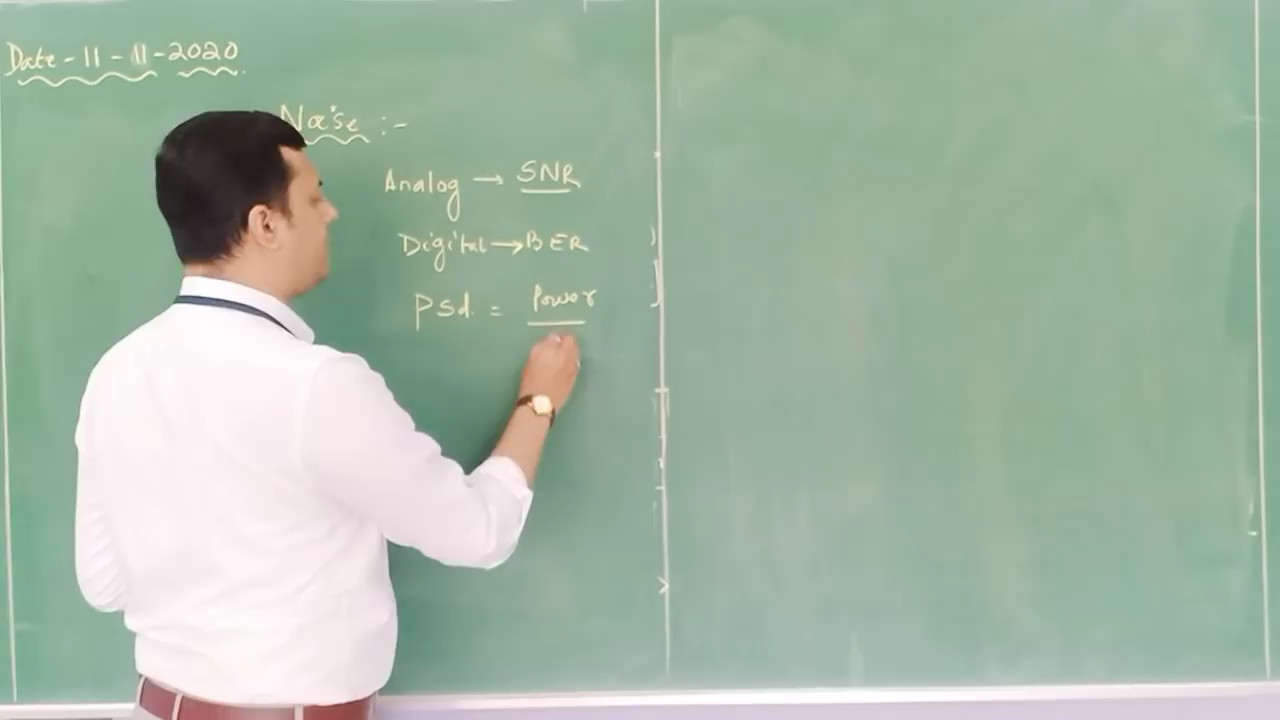 Date - 11 - 11 - 2020.
Noise :-
Analog → SNR
Digital → BER
Psd. = Power